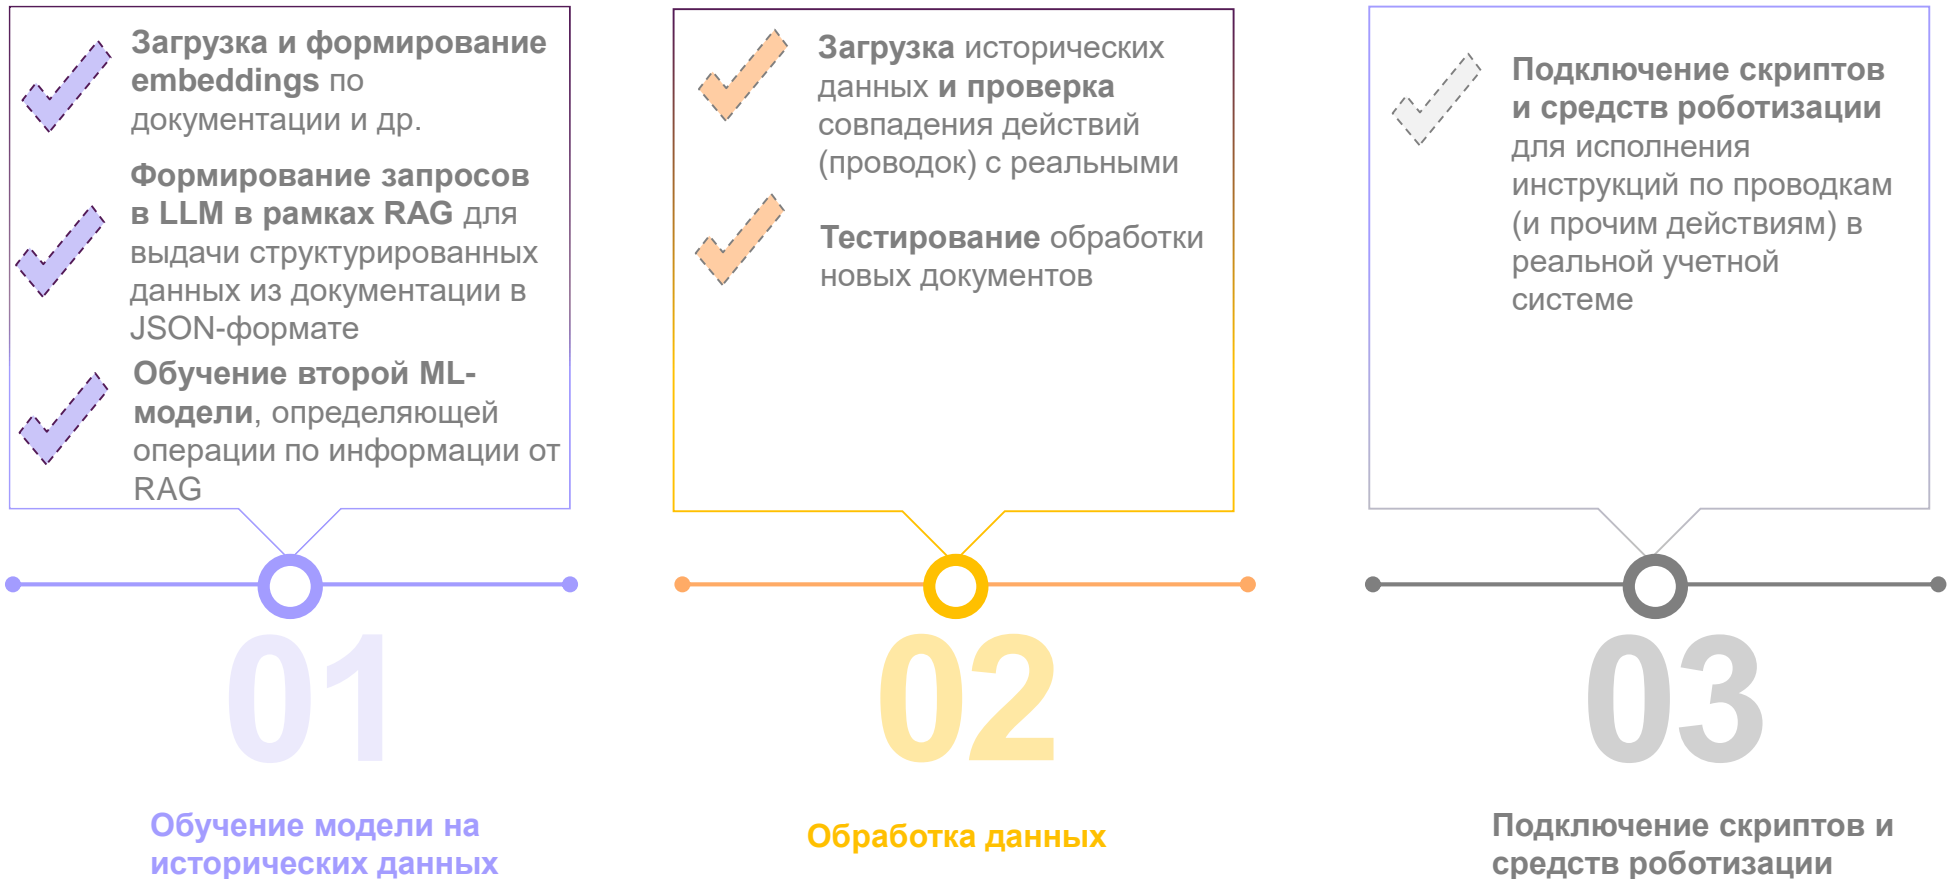 Загрузка и формирование
embeddings по
документации и др.
Формирование запросов
в LLM в рамках RAG для
выдачи структурированных
данных из документации в
JSON-формате
Обучение второй ML-
модели, определяющей
операции по информации от
RAG
01
Обучение модели на
исторических данных
Загрузка исторических
данных и проверка
совпадения действий
(проводок) с реальными
Тестирование обработки
новых документов
02
Обработка данных
Подключение скриптов
и средств роботизации
для исполнения
инструкций по проводкам
(и прочим действиям) в
реальной учетной
системе
03
Подключение скриптов и
средств роботизации